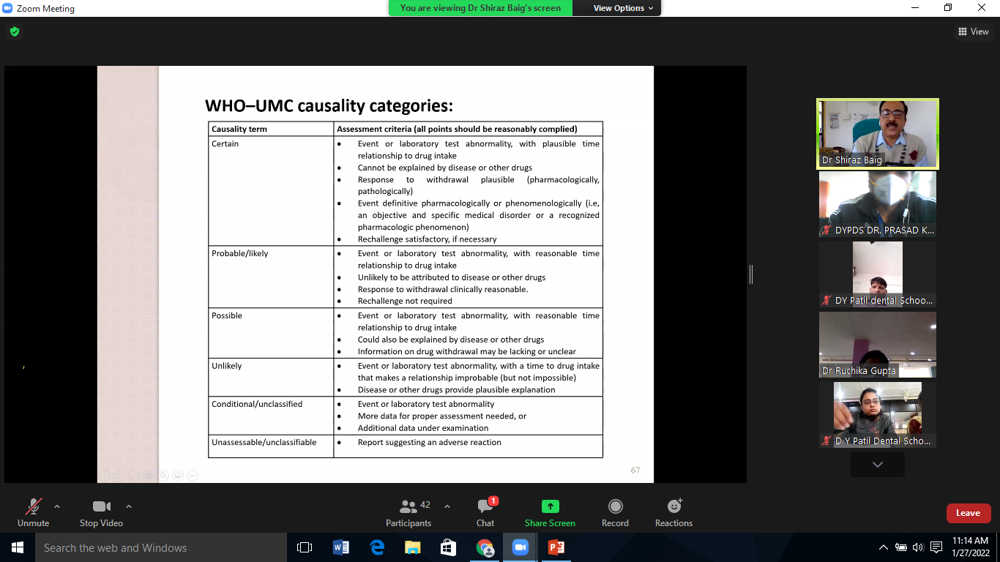 Zoom Meeting
You are viewing Dr Shiraz Baig's screen
View Options
View
WHO–UMC causality categories:
Causality term
Assessment criteria (all points should be reasonably complied)
Certain
• Event or laboratory test abnormality, with plausible time
relationship to drug intake
• Cannot be explained by disease or other drugs
• Response to withdrawal plausible (pharmacologically,
pathologically)
• Event definitive pharmacologically or phenomenologically (i.e,
an objective and specific medical disorder or a recognized
pharmacologic phenomenon)
• Rechallenge satisfactory, if necessary
Probable/likely
• Event or laboratory test abnormality, with reasonable time
relationship to drug intake
• Unlikely to be attributed to disease or other drugs
• Response to withdrawal clinically reasonable.
• Rechallenge not required
Possible
• Event or laboratory test abnormality, with reasonable time
relationship to drug intake
• Could also be explained by disease or other drugs
• Information on drug withdrawal may be lacking or unclear
Unlikely
• Event or laboratory test abnormality, with a time to drug intake
that makes a relationship improbable (but not impossible)
• Disease or other drugs provide plausible explanation
Conditional/unclassified
• Event or laboratory test abnormality
• More data for proper assessment needed, or
• Additional data under examination
Unassessable/unclassifiable
• Report suggesting an adverse reaction
67
Dr Shiraz Baig
DYPDS DR. PRASAD K...
DY Patil dental Schoo...
Dr Ruchika Gupta
D Y Patil Dental Scho...
Unmute
Stop Video
42
Participants
1
Chat
Share Screen
Record
Reactions
Leave
Search the web and Windows
11:14 AM
1/27/2022